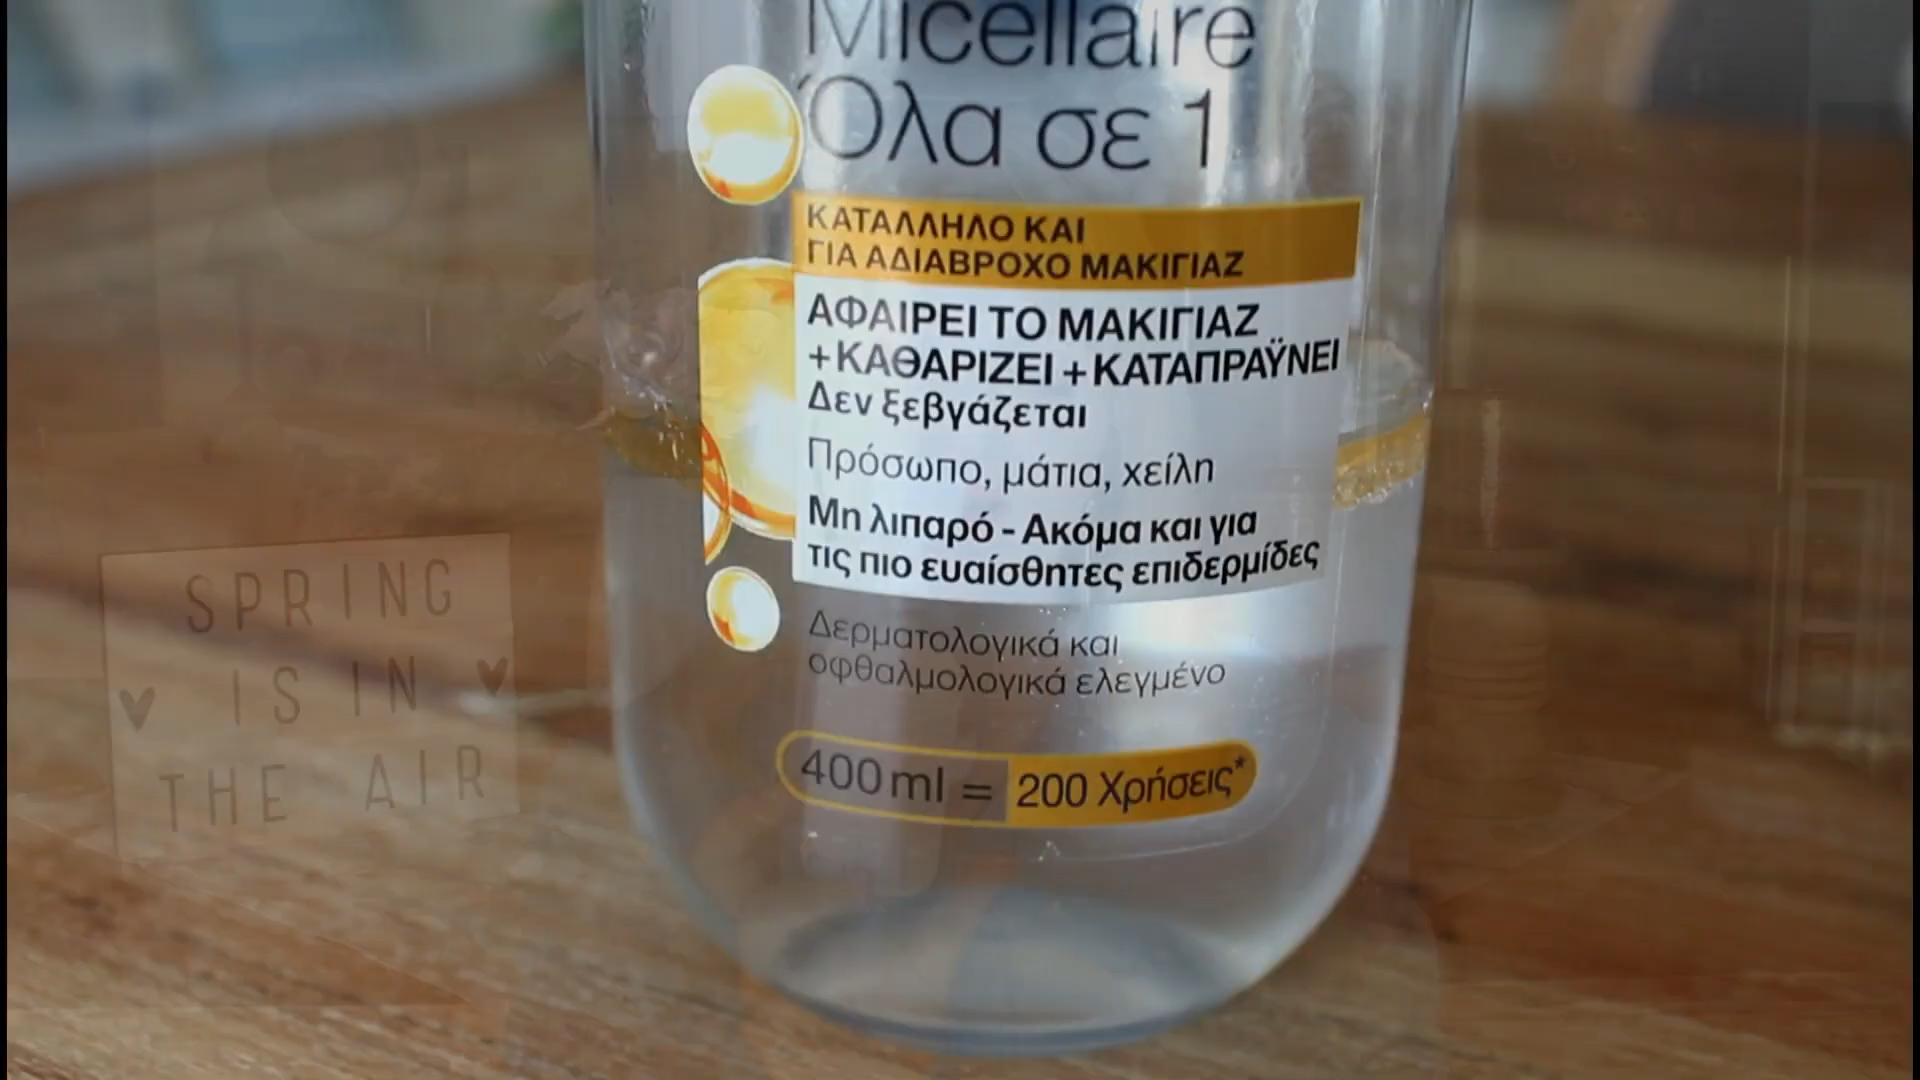 Micellaire
Όλα σε 1
ΚΑΤΑΛΛΗΛΟ ΚΑΙ
ΓΙΑ ΑΔΙΑΒΡΟΧΟ ΜΑΚΙΓΙΑΖ
ΑΦΑΙΡΕΙ ΤΟ ΜΑΚΙΓΙΑΖ
+ΚΑΘΑΡΙΖΕΙ +ΚΑΤΑΠΡΑΫΝΕΙ
Δεν ξεβγάζεται
Πρόσωπο, μάτια, χείλη
Μη λιπαρό - Ακόμα και για
τις πιο ευαίσθητες επιδερμίδες
Δερματολογικά και
οφθαλμολογικά ελεγμένο
400 ml = 200 Χρήσεις*
SPRING
IS IN
THE AIR